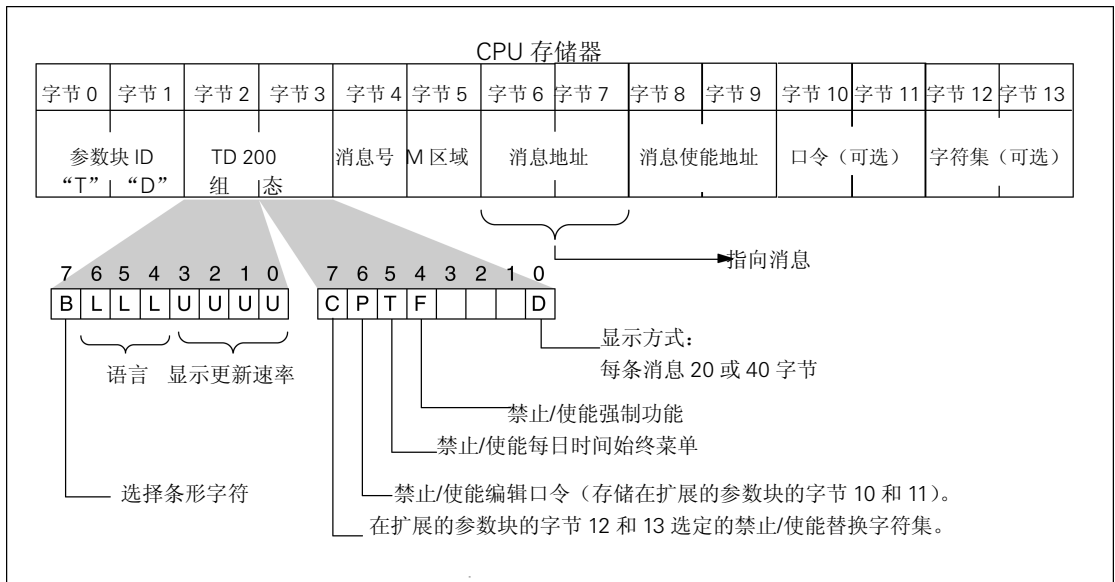 CPU 存储器
字节 0 字节 1 字节 2 字节 3 字节 4 字节 5 字节 6 字节 7 字节 8 字节 9 字节 10 字节 11 字节 12 字节 13
参数块 ID TD 200 消息号 M 区域 消息地址 消息使能地址 口令（可选） 字符集（可选）
“T” “D” 组 态
指向消息
7 6 5 4 3 2 1 0 7 6 5 4 3 2 1 0
B L L L U U U U C P T F D
显示方式：
语言 显示更新速率 每条消息 20 或 40 字节
禁止/使能强制功能
禁止/使能每日时间始终菜单
选择条形字符 禁止/使能编辑口令（存储在扩展的参数块的字节 10 和 11）。
在扩展的参数块的字节 12 和 13 选定的禁止/使能替换字符集。